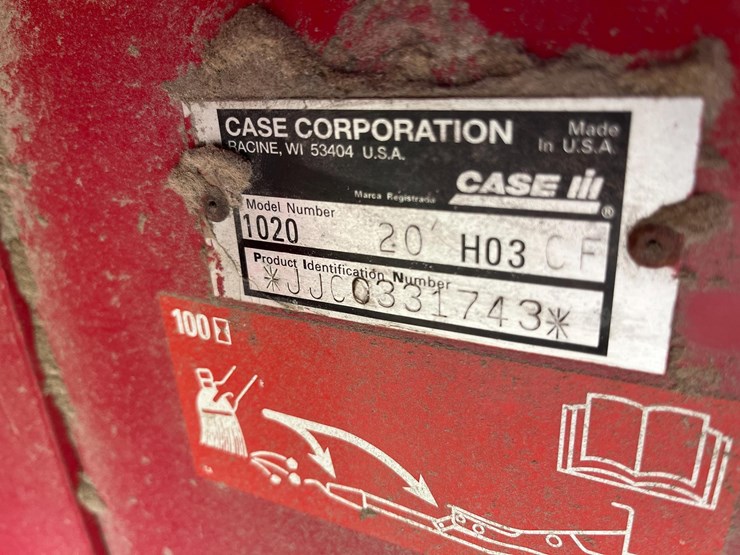 CASE CORPORATION
RACINE, WI 53404 U.S.A.
Made
In U.S.A
Marca Registrada
CASE IH
®
Model Number
1020 20' H03 CF
Product Identification Number
*JJC0331743*
100